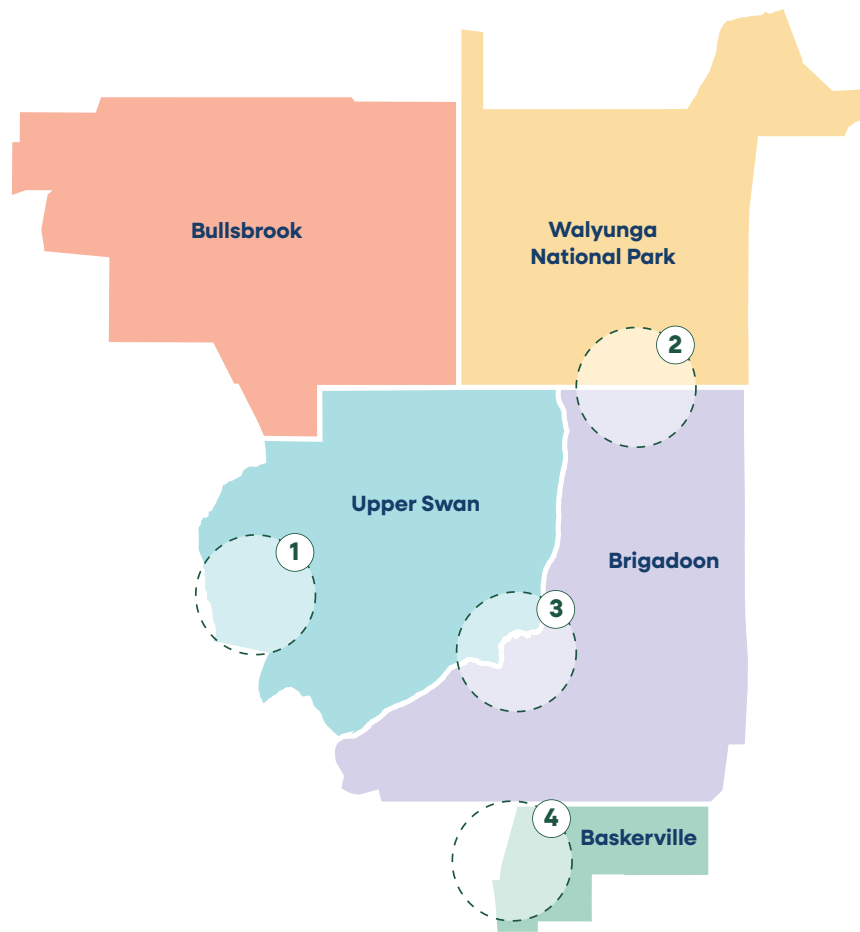 Bullsbrook
Walyunga
National Park
2
Upper Swan
1
Brigadoon
3
4
Baskerville